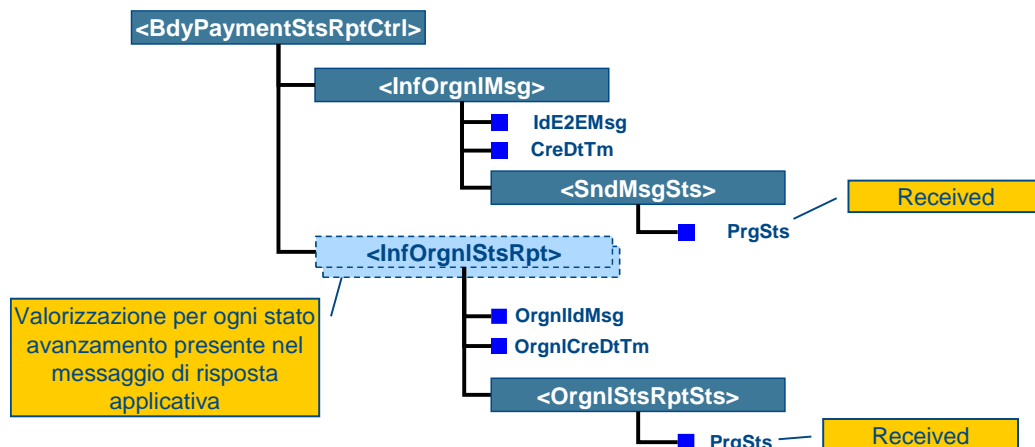 <BdyPaymentStsRptCtrl>
<InfOrgnlMsg>
IdE2EMsg
CreDtTm
<SndMsgSts>
Received
PrgSts
<InfOrgnlStsRpt>
Valorizzazione per ogni stato
avanzamento presente nel
messaggio di risposta
applicativa
OrgnlIdMsg
OrgnlCreDtTm
<OrgnlStsRptSts>
PrgSts
Received